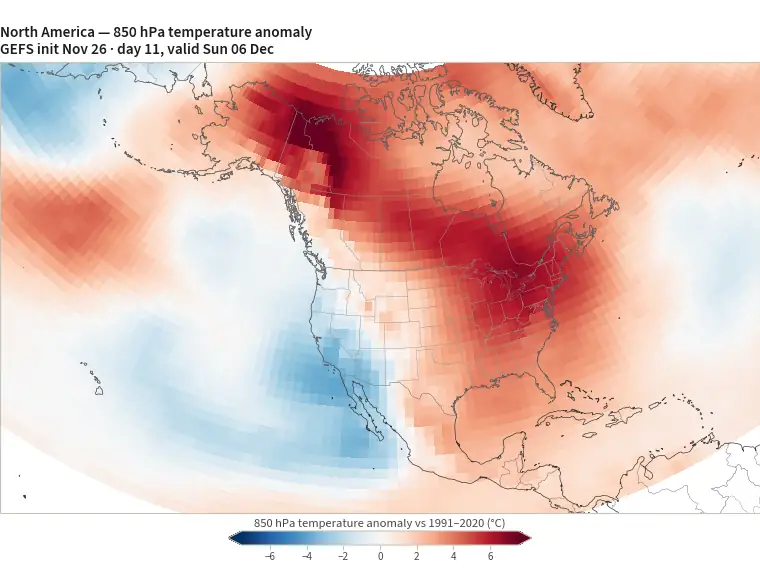 North America — 850 hPa temperature anomaly
GEFS init Nov 26 · day 11, valid Sun 06 Dec
850 hPa temperature anomaly vs 1991–2020 (°C)
−6 −4 −2 0 2 4 6